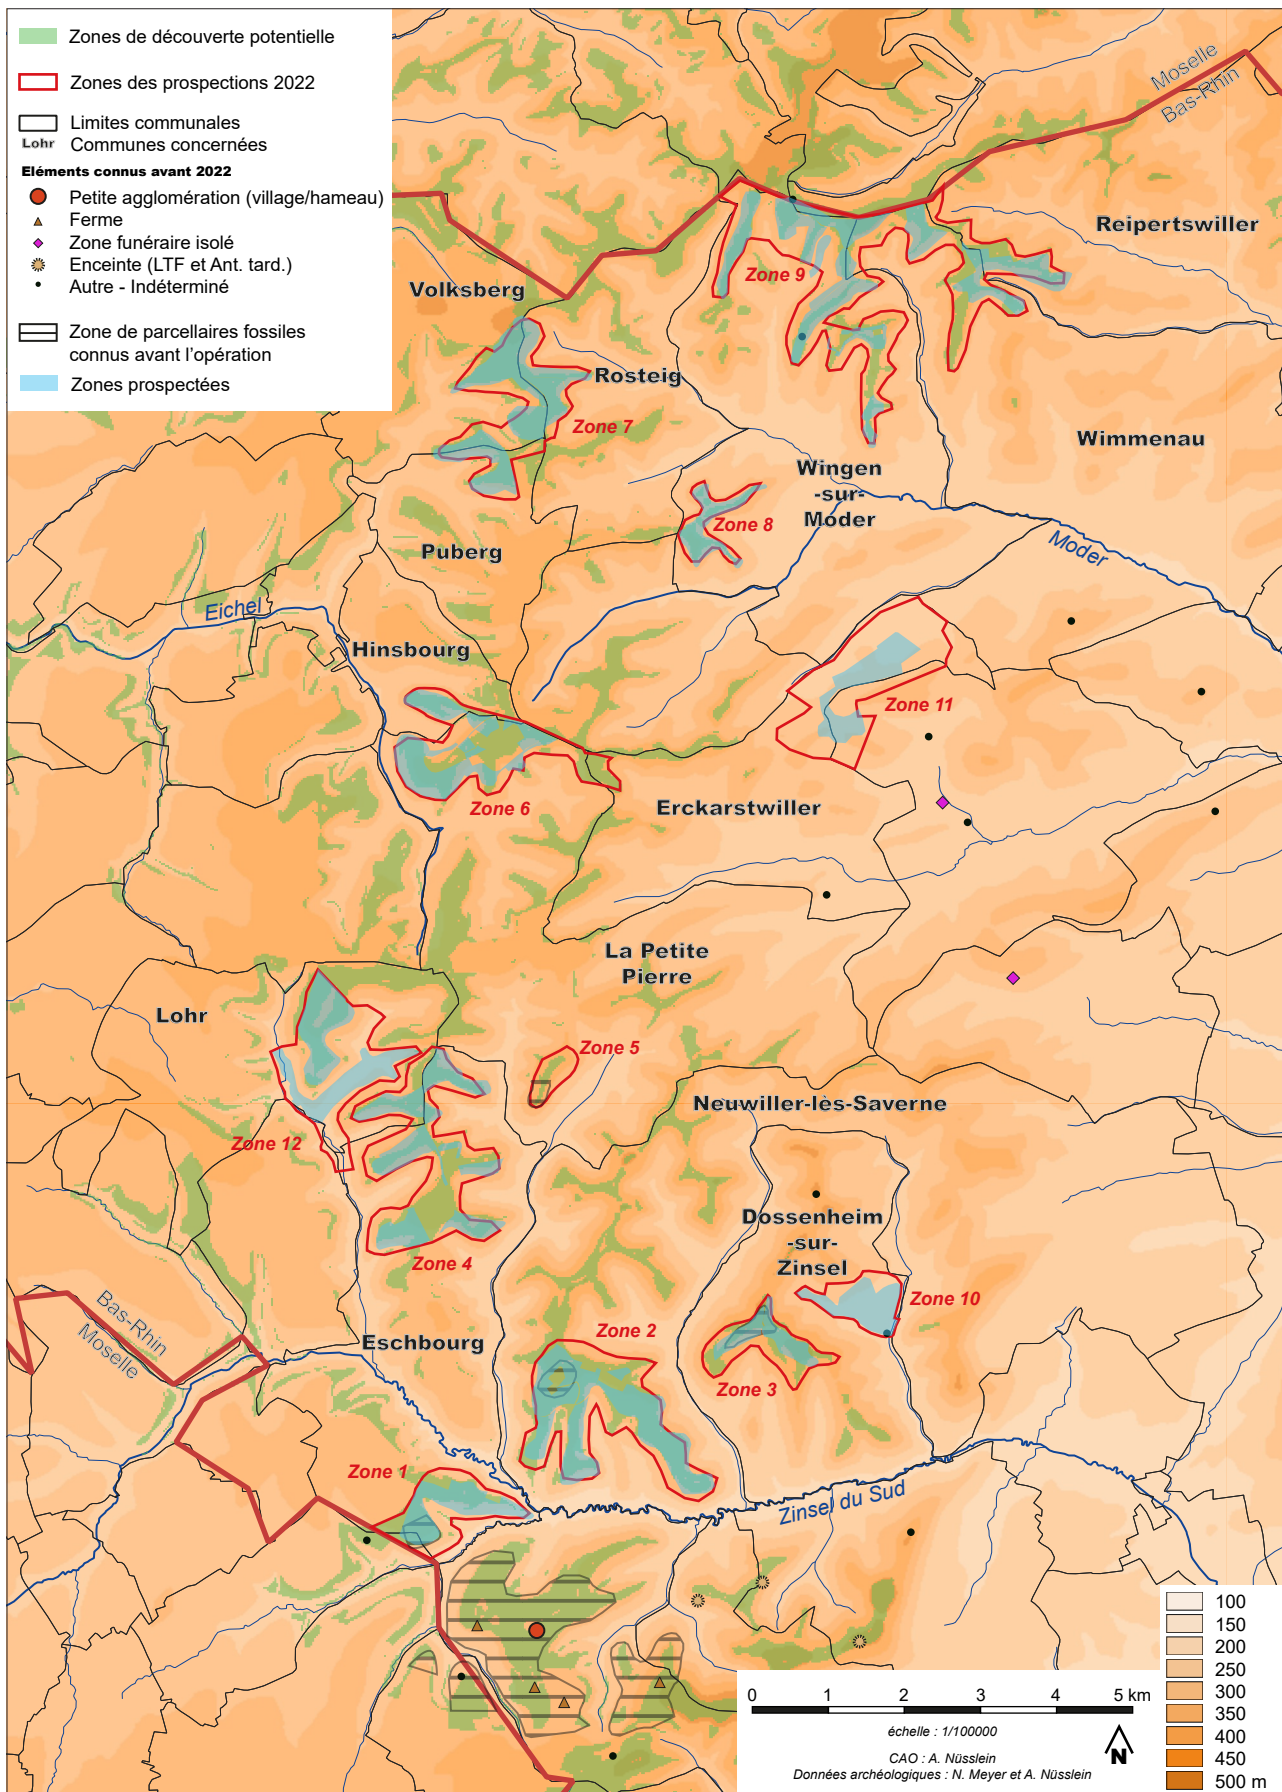 Zones de découverte potentielle
Zones des prospections 2022
Limites communales
Lohr Communes concernées
Eléments connus avant 2022
Petite agglomération (village/hameau)
Ferme
Zone funéraire isolé
Enceinte (LTF et Ant. tard.)
Autre - Indéterminé
Zone de parcellaires fossiles
connus avant l'opération
Zones prospectées
Moselle
Bas-Rhin
Reipertswiller
Zone 9
Volksberg
Rosteig
Zone 7
Wimmenau
Wingen
-sur-
Moder
Zone 8
Puberg
Moder
Eichel
Hinsbourg
Zone 11
Zone 6
Erckarstwiller
La Petite
Pierre
Lohr
Zone 5
Neuwiller-lès-Saverne
Zone 12
Dossenheim
-sur-
Zinsel
Zone 4
Zone 10
Bas-Rhin
Moselle
Eschbourg
Zone 2
Zone 3
Zone 1
Zinsel du Sud
100
150
200
250
300
350
400
450
500 m
0 1 2 3 4 5 km
échelle : 1/100000
N
CAO : A. Nüsslein
Données archéologiques : N. Meyer et A. Nüsslein